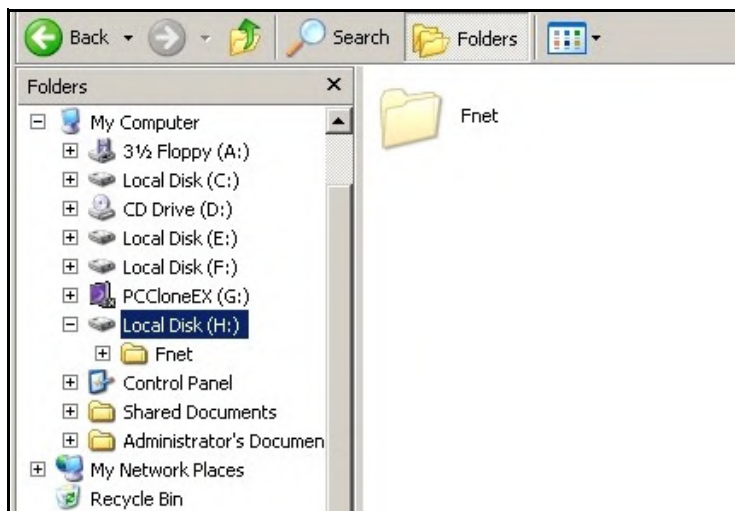 Back Search Folders
Folders
My Computer
3½ Floppy (A:)
Local Disk (C:)
CD Drive (D:)
Local Disk (E:)
Local Disk (F:)
PCCloneEX (G:)
Local Disk (H:)
Fnet
Control Panel
Shared Documents
Administrator's Documen
My Network Places
Recycle Bin
Fnet